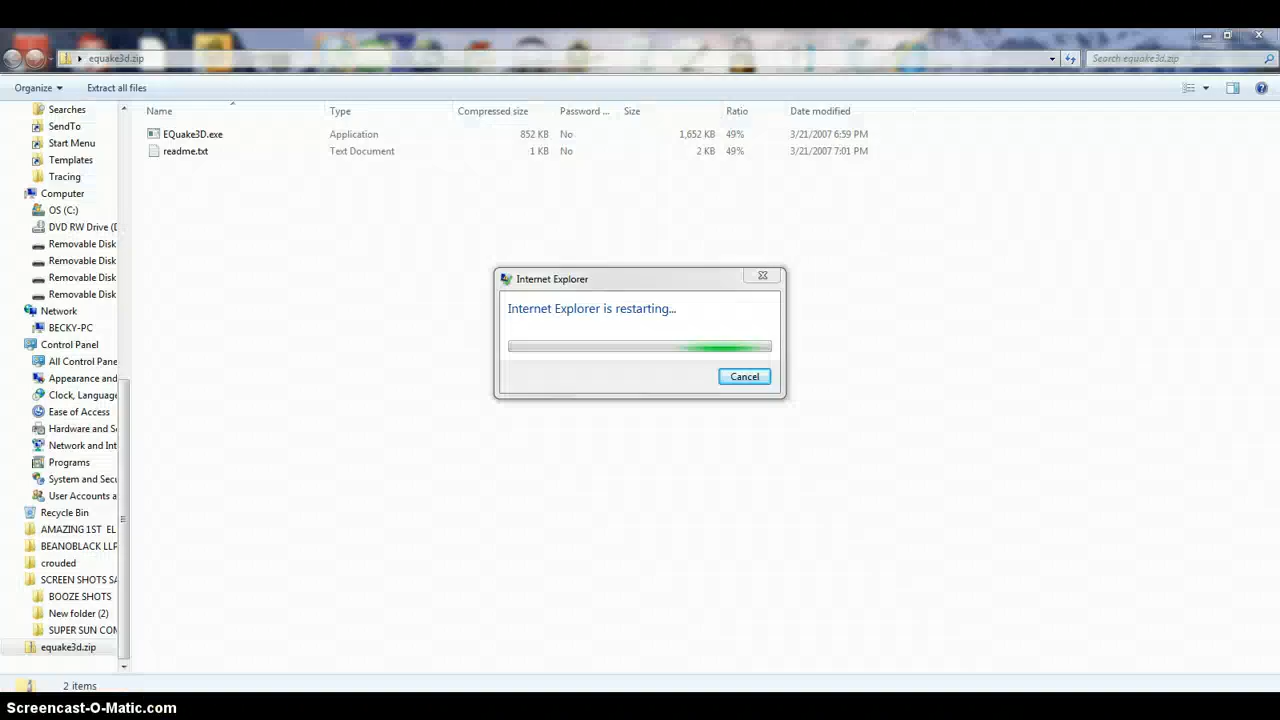 equake3d.zip
Search equake3d.zip
Organize
Extract all files
Name Type Compressed size Password ... Size Ratio Date modified
EQuake3D.exe Application 852 KB No 1,652 KB 49% 3/21/2007 6:59 PM
readme.txt Text Document 1 KB No 2 KB 49% 3/21/2007 7:01 PM
Searches
SendTo
Start Menu
Templates
Tracing
Computer
OS (C:)
DVD RW Drive (D
Removable Disk
Removable Disk
Removable Disk
Removable Disk
Network
BECKY-PC
Control Panel
All Control Pane
Appearance and
Clock, Language
Ease of Access
Hardware and S
Network and Int
Programs
System and Secu
User Accounts a
Recycle Bin
AMAZING 1ST EL
BEANOBLACK LLP
crouded
SCREEN SHOTS SA
BOOZE SHOTS
New folder (2)
SUPER SUN COM
equake3d.zip
Internet Explorer
Internet Explorer is restarting...
Cancel
2 items
Screencast-O-Matic.com